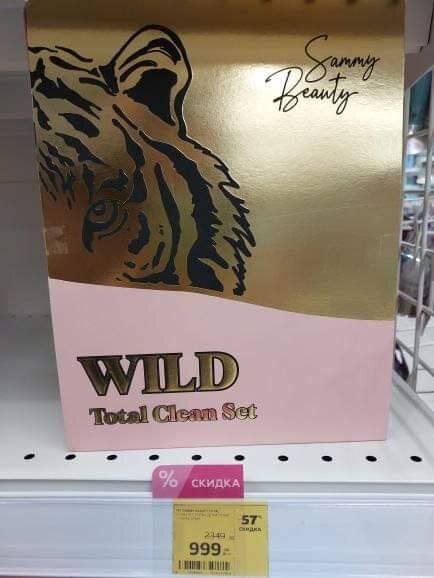 Sammy
Beauty
WILD
Total Clean Set
% СКИДКА
57%
СКИДКА
2349
999